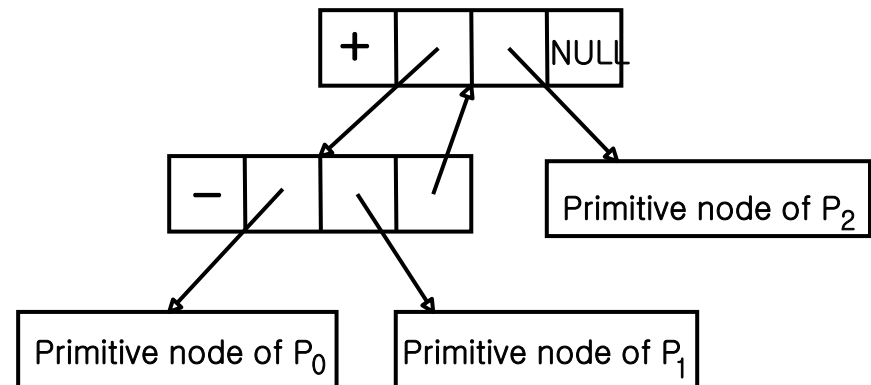 + NULL
−
Primitive node of P2
Primitive node of P0
Primitive node of P1